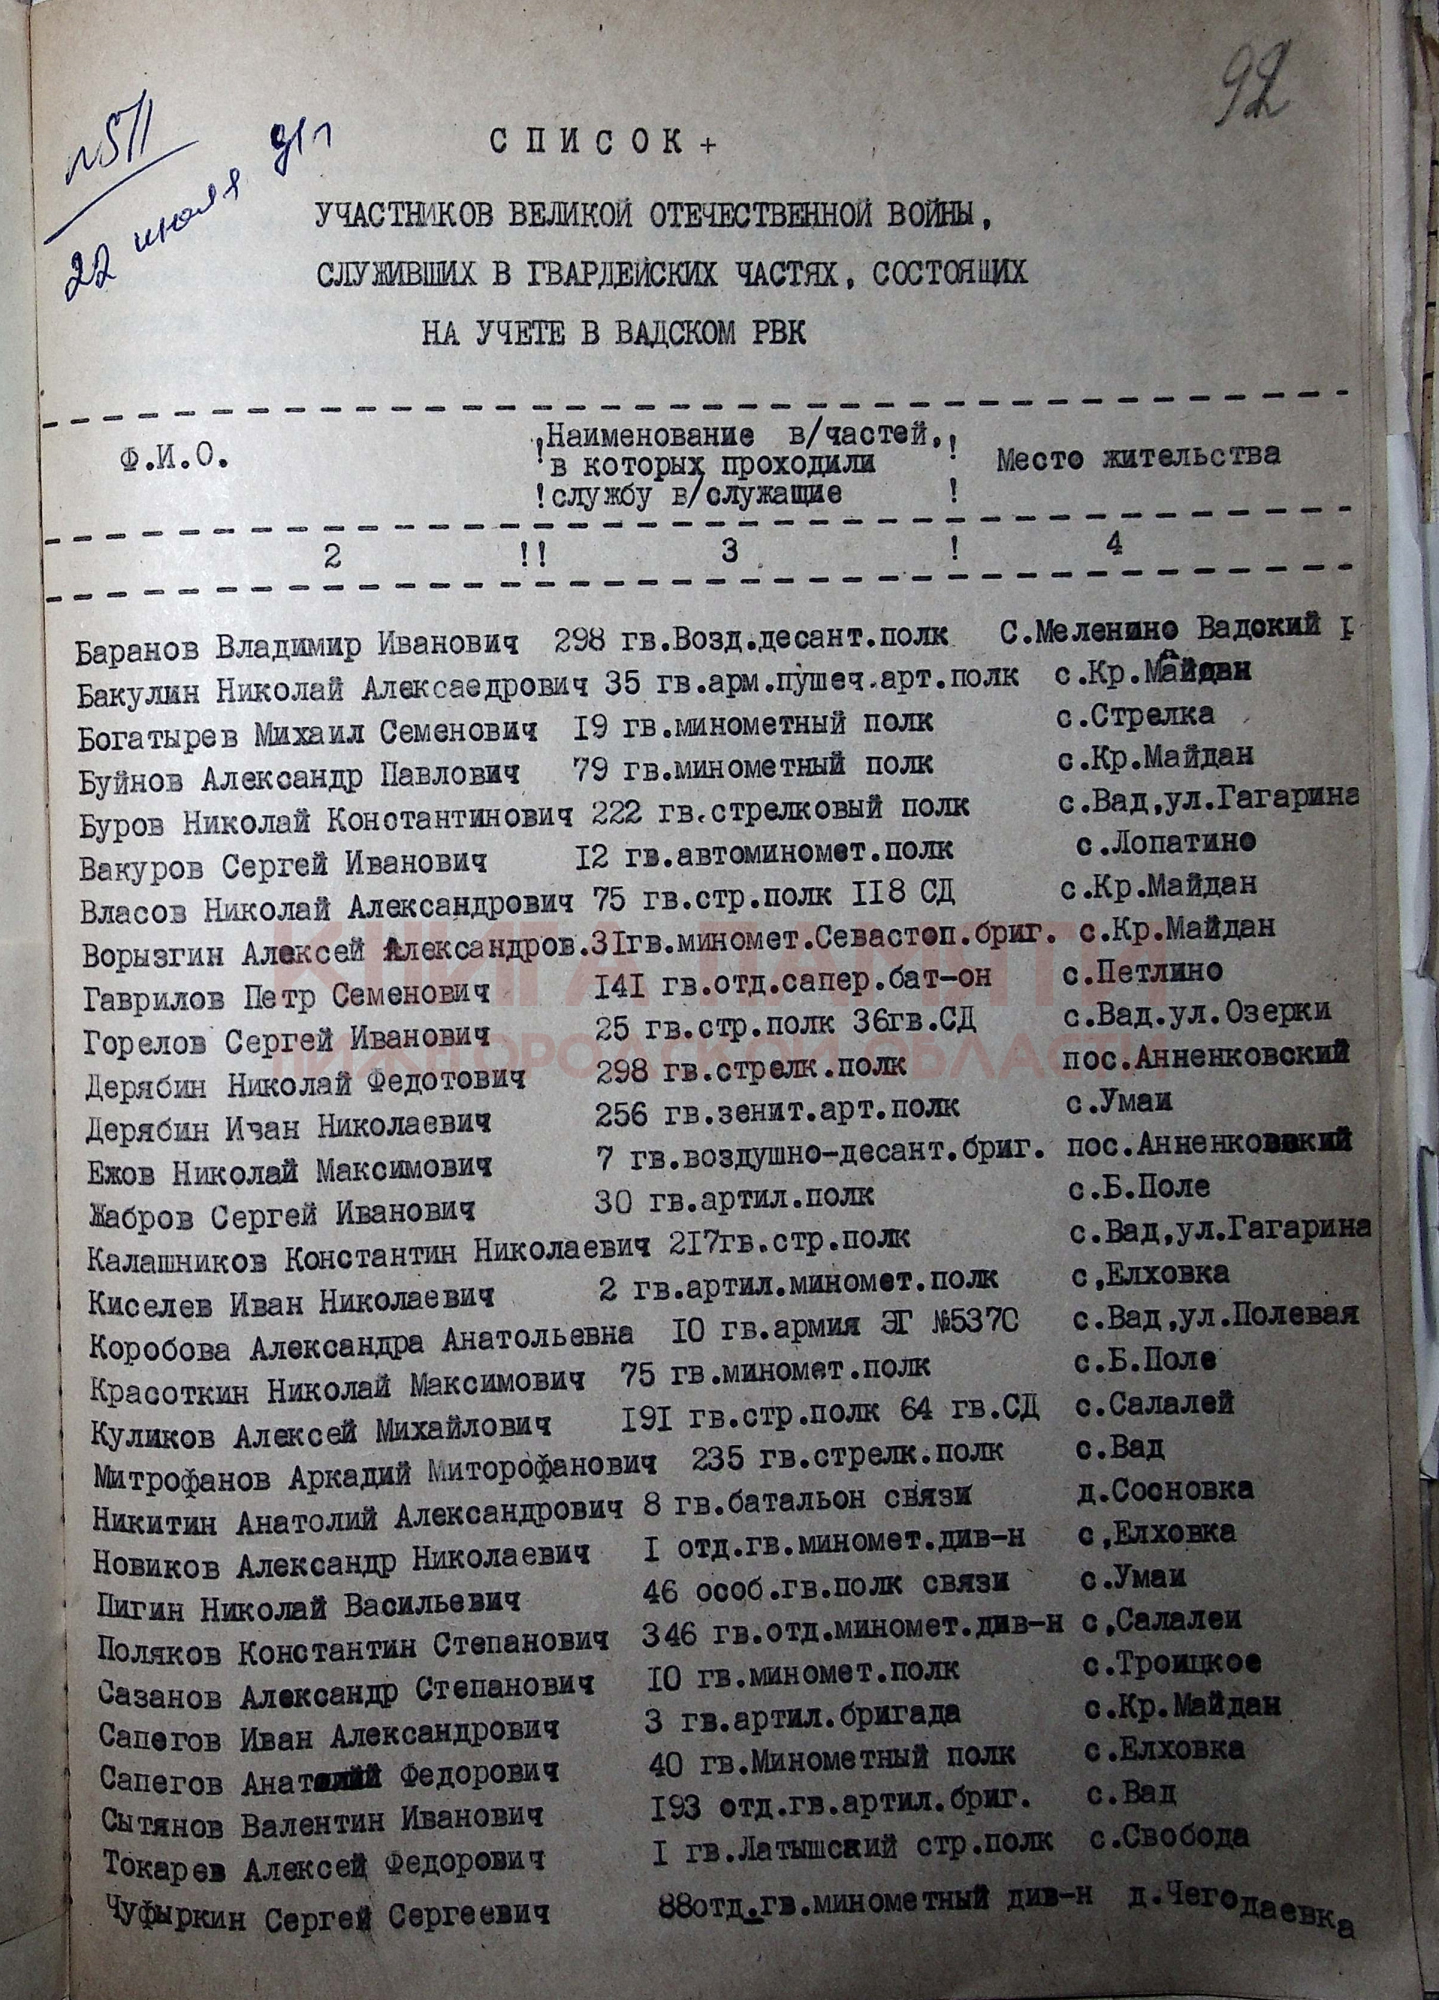 92
№511
22 июля 91г
СПИСОК+
УЧАСТНИКОВ ВЕЛИКОЙ ОТЕЧЕСТВЕННОЙ ВОЙНЫ,
СЛУЖИВШИХ В ГВАРДЕЙСКИХ ЧАСТЯХ, СОСТОЯЩИХ
НА УЧЕТЕ В ВАДСКОМ РВК
Ф.И.О. !Наименование в/частей,! Место жительства
в которых проходили
!службу в/служащие !
2 !! 3 ! 4
Баранов Владимир Иванович 298 гв.Возд.десант.полк С.Меленино Вадский р
Бакулин Николай Алексаедрович 35 гв.арм.пушеч.арт.полк с.Кр.Майдан
Богатырев Михаил Семенович I9 гв.минометный полк с.Стрелка
Буйнов Александр Павлович 79 гв.минометный полк с.Кр.Майдан
Буров Николай Константинович 222 гв.стрелковый полк с.Вад,ул.Гагарина
Вакуров Сергей Иванович I2 гв.автоминомет.полк с.Лопатино
Власов Николай Александрович 75 гв.стр.полк II8 СД с.Кр.Майдан
Ворызгин Алексей Александров.3Iгв.миномет.Севастоп.бриг. с.Кр.Майдан
Гаврилов Петр Семенович I4I гв.отд.сапер.бат-он с.Петлино
Горелов Сергей Иванович 25 гв.стр.полк 36гв.СД с.Вад.ул.Озерки
Дерябин Николай Федотович 298 гв.стрелк.полк пос.Анненковский
Дерябин Иван Николаевич 256 гв.зенит.арт.полк с.Умаи
Ежов Николай Максимович 7 гв.воздушно-десант.бриг. пос.Анненковский
Жабров Сергей Иванович 30 гв.артил.полк с.Б.Поле
Калашников Константин Николаевич 2I7гв.стр.полк с.Вад,ул.Гагарина
Киселев Иван Николаевич 2 гв.артил.миномет.полк с,Елховка
Коробова Александра Анатольевна I0 гв.армия ЭГ №5370 с.Вад,ул.Полевая
Красоткин Николай Максимович 75 гв.миномет.полк с.Б.Поле
Куликов Алексей Михайлович I9I гв.стр.полк 64 гв.СД с.Салалей
Митрофанов Аркадий Миторофанович 235 гв.стрелк.полк с.Вад
Никитин Анатолий Александрович 8 гв.батальон связи д.Сосновка
Новиков Александр Николаевич I отд.гв.миномет.див-н с,Елховка
Пигин Николай Васильевич 46 особ.гв.полк связи с.Умаи
Поляков Константин Степанович 346 гв.отд.миномет.див-н с,Салалеи
Сазанов Александр Степанович I0 гв.миномет.полк с.Троицкое
Сапегов Иван Александрович 3 гв.артил.бригада с.Кр.Майдан
Сапегов Анатолий Федорович 40 гв.Минометный полк с.Елховка
Сытянов Валентин Иванович I93 отд.гв.артил.бриг. с.Вад
Токарев Алексей Федорович I гв.Латышский стр.полк с.Свобода
Чуфыркин Сергей Сергеевич 88отд.гв.минометный див-н д.Чегодаевка